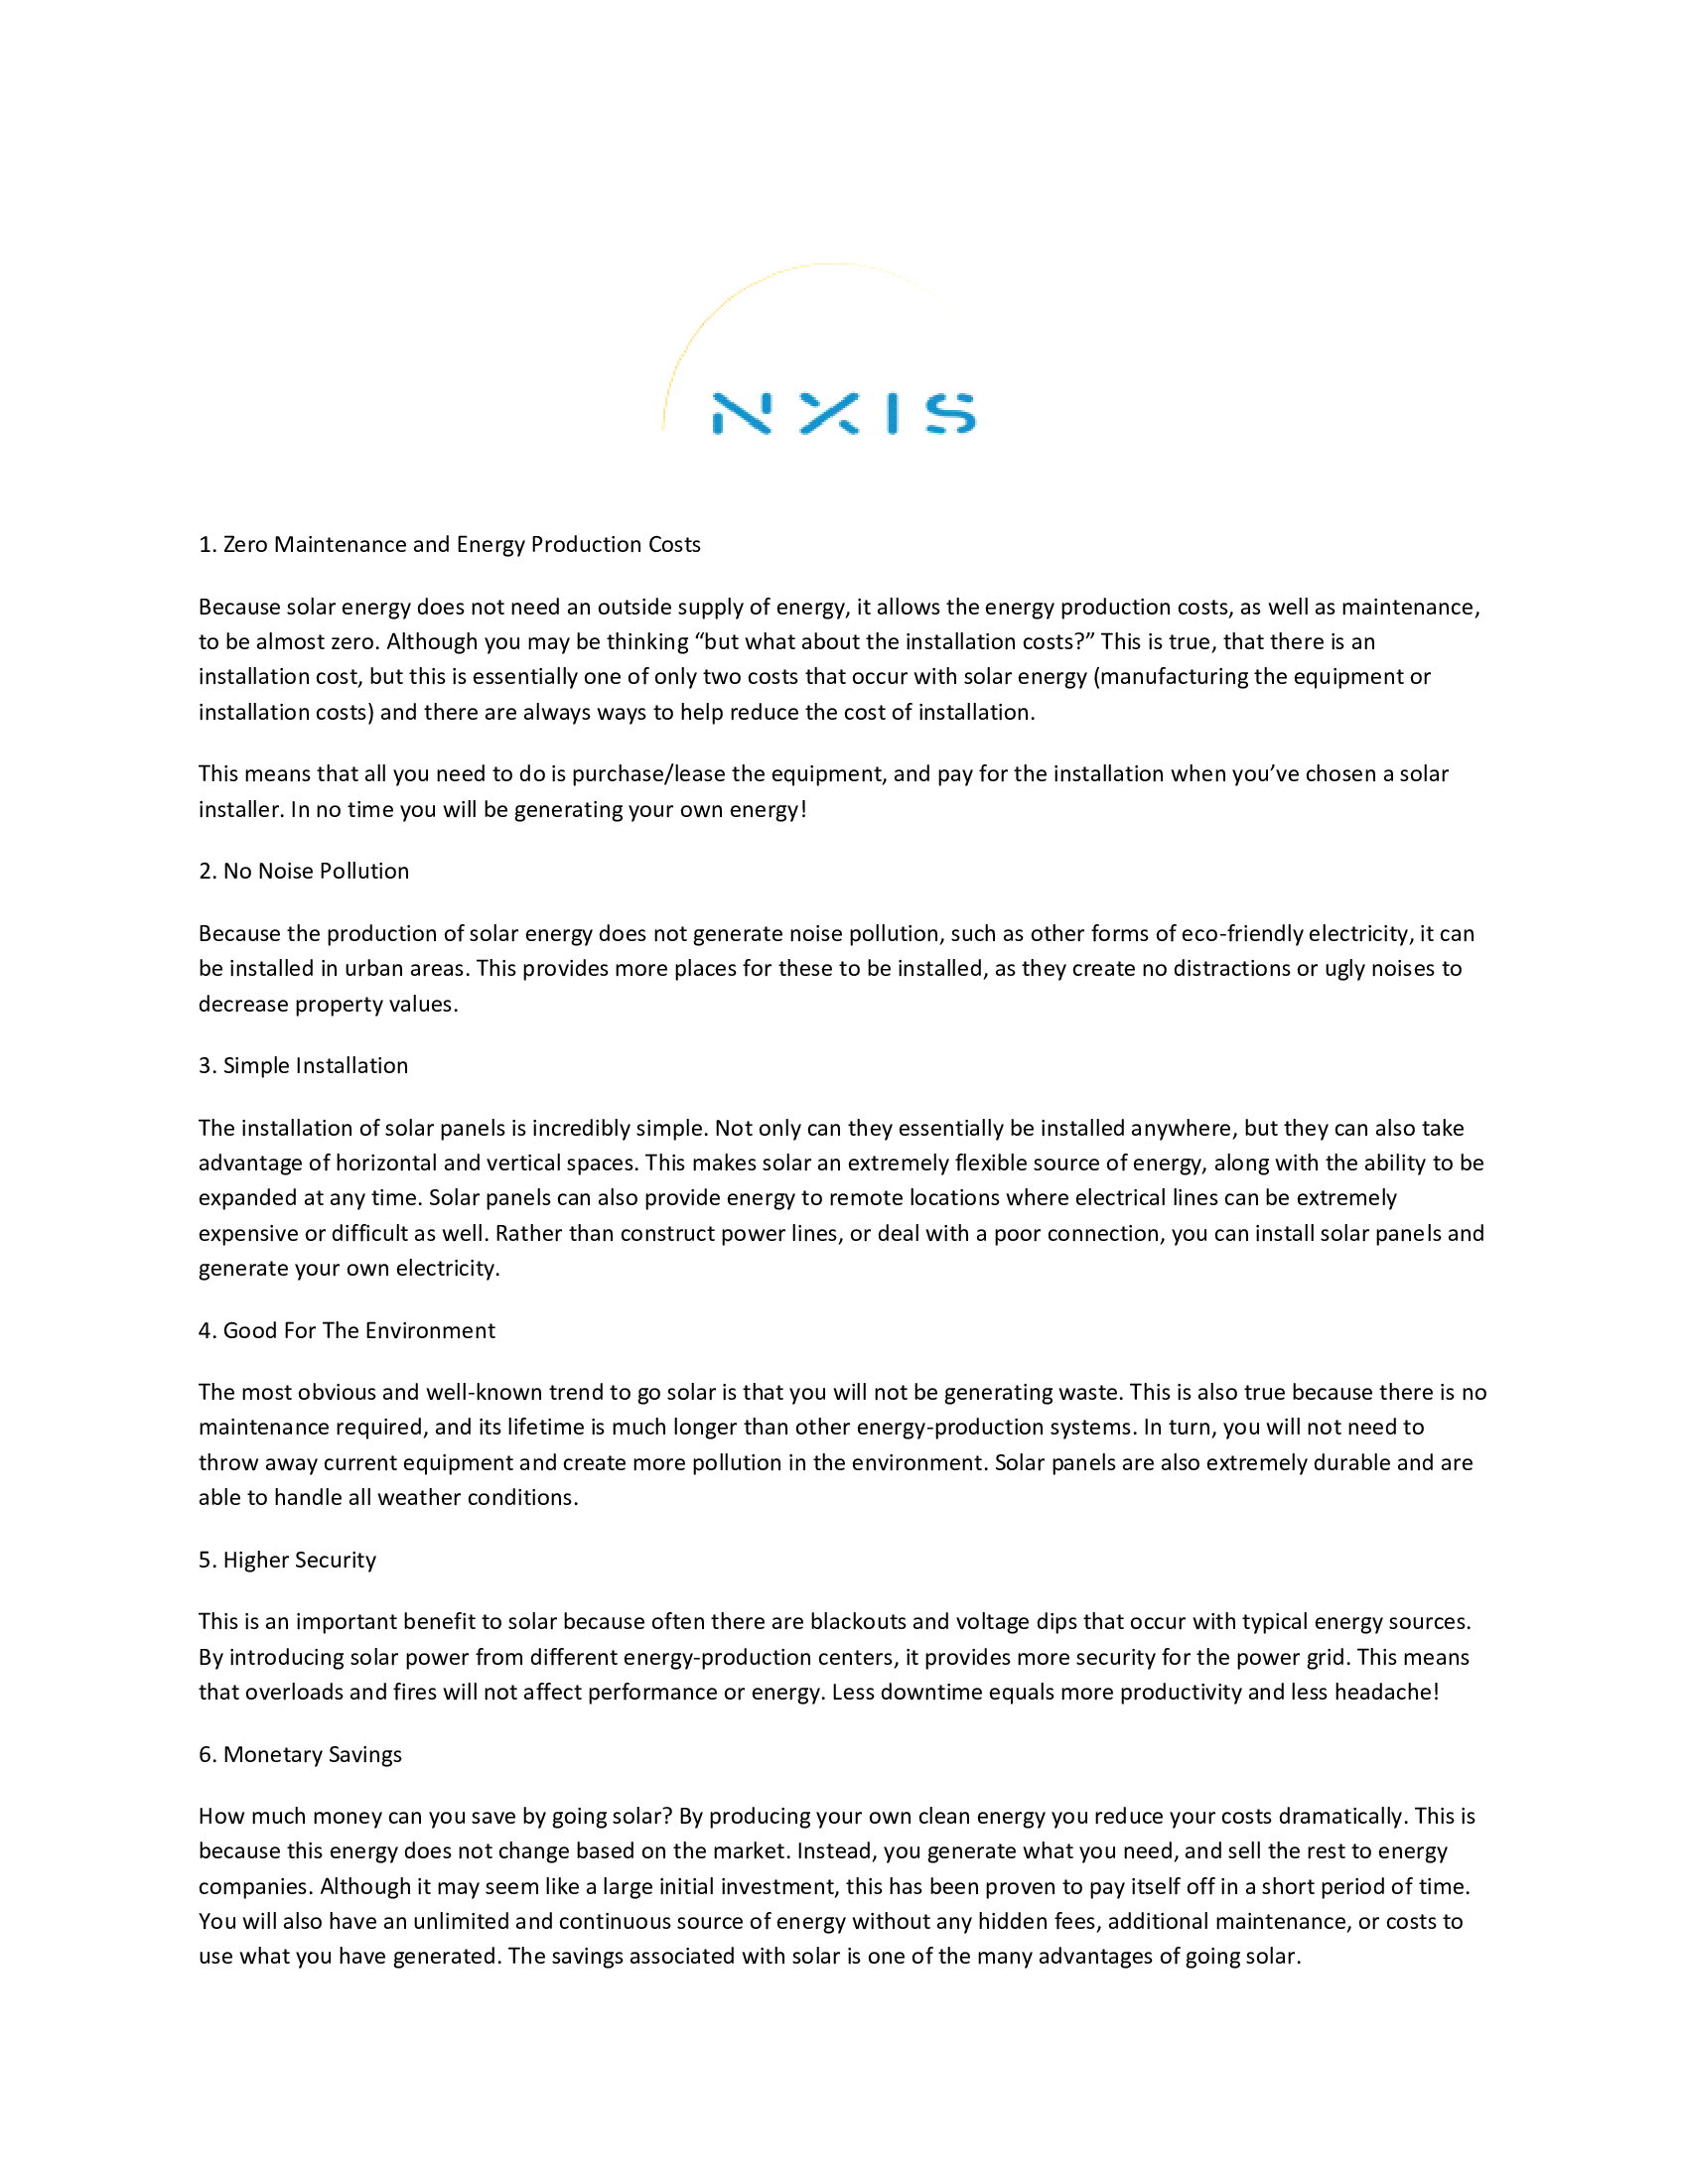 NXIS
1. Zero Maintenance and Energy Production Costs
Because solar energy does not need an outside supply of energy, it allows the energy production costs, as well as maintenance,
to be almost zero. Although you may be thinking “but what about the installation costs?” This is true, that there is an
installation cost, but this is essentially one of only two costs that occur with solar energy (manufacturing the equipment or
installation costs) and there are always ways to help reduce the cost of installation.
This means that all you need to do is purchase/lease the equipment, and pay for the installation when you’ve chosen a solar
installer. In no time you will be generating your own energy!
2. No Noise Pollution
Because the production of solar energy does not generate noise pollution, such as other forms of eco-friendly electricity, it can
be installed in urban areas. This provides more places for these to be installed, as they create no distractions or ugly noises to
decrease property values.
3. Simple Installation
The installation of solar panels is incredibly simple. Not only can they essentially be installed anywhere, but they can also take
advantage of horizontal and vertical spaces. This makes solar an extremely flexible source of energy, along with the ability to be
expanded at any time. Solar panels can also provide energy to remote locations where electrical lines can be extremely
expensive or difficult as well. Rather than construct power lines, or deal with a poor connection, you can install solar panels and
generate your own electricity.
4. Good For The Environment
The most obvious and well-known trend to go solar is that you will not be generating waste. This is also true because there is no
maintenance required, and its lifetime is much longer than other energy-production systems. In turn, you will not need to
throw away current equipment and create more pollution in the environment. Solar panels are also extremely durable and are
able to handle all weather conditions.
5. Higher Security
This is an important benefit to solar because often there are blackouts and voltage dips that occur with typical energy sources.
By introducing solar power from different energy-production centers, it provides more security for the power grid. This means
that overloads and fires will not affect performance or energy. Less downtime equals more productivity and less headache!
6. Monetary Savings
How much money can you save by going solar? By producing your own clean energy you reduce your costs dramatically. This is
because this energy does not change based on the market. Instead, you generate what you need, and sell the rest to energy
companies. Although it may seem like a large initial investment, this has been proven to pay itself off in a short period of time.
You will also have an unlimited and continuous source of energy without any hidden fees, additional maintenance, or costs to
use what you have generated. The savings associated with solar is one of the many advantages of going solar.